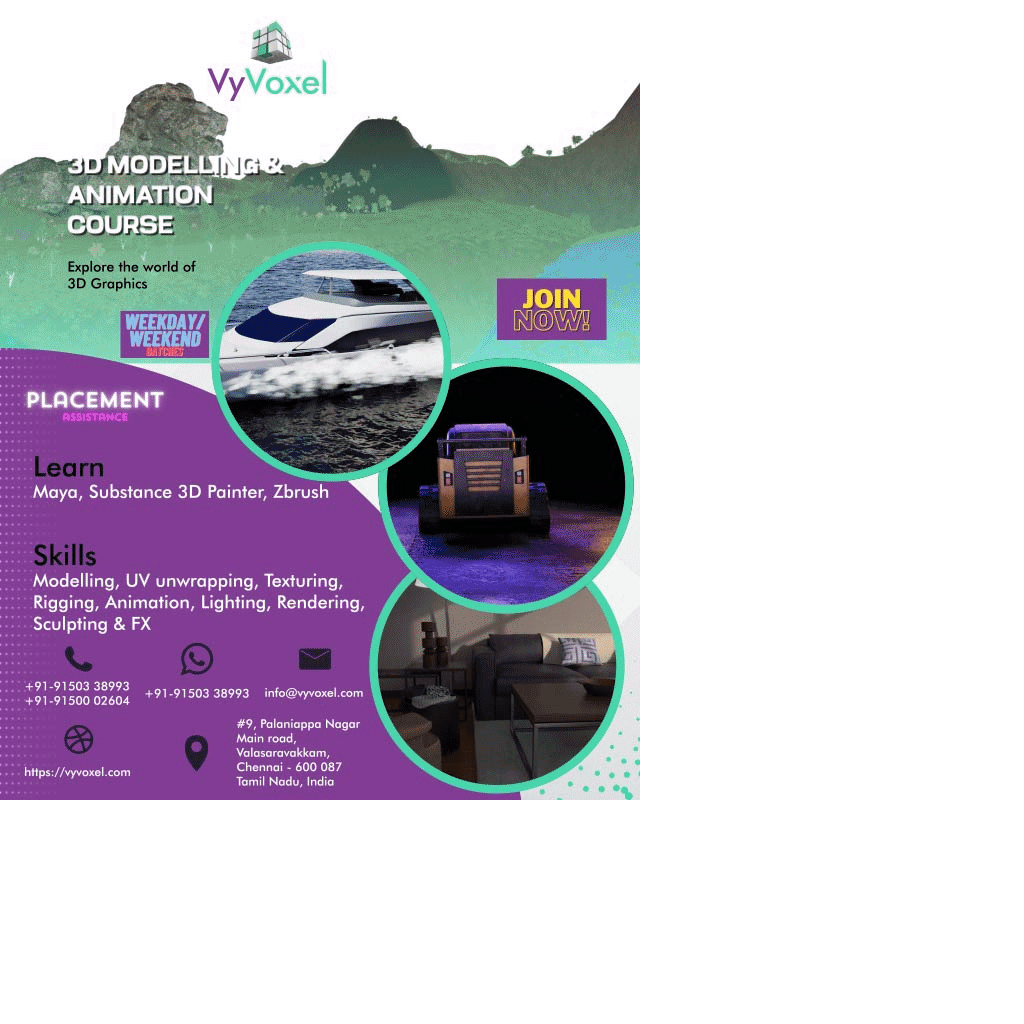 VyVoxel
3D MODELLING &
ANIMATION
COURSE
Explore the world of
3D Graphics
WEEKDAY/
WEEKEND
BATCHES
JOIN
NOW!
PLACEMENT
ASSISTANCE
Learn
Maya, Substance 3D Painter, Zbrush
Skills
Modelling, UV unwrapping, Texturing,
Rigging, Animation, Lighting, Rendering,
Sculpting & FX
+91-91503 38993
+91-91500 02604
+91-91503 38993
info@vyvoxel.com
https://vyvoxel.com
#9, Palaniappa Nagar
Main road,
Valasaravakkam,
Chennai - 600 087
Tamil Nadu, India